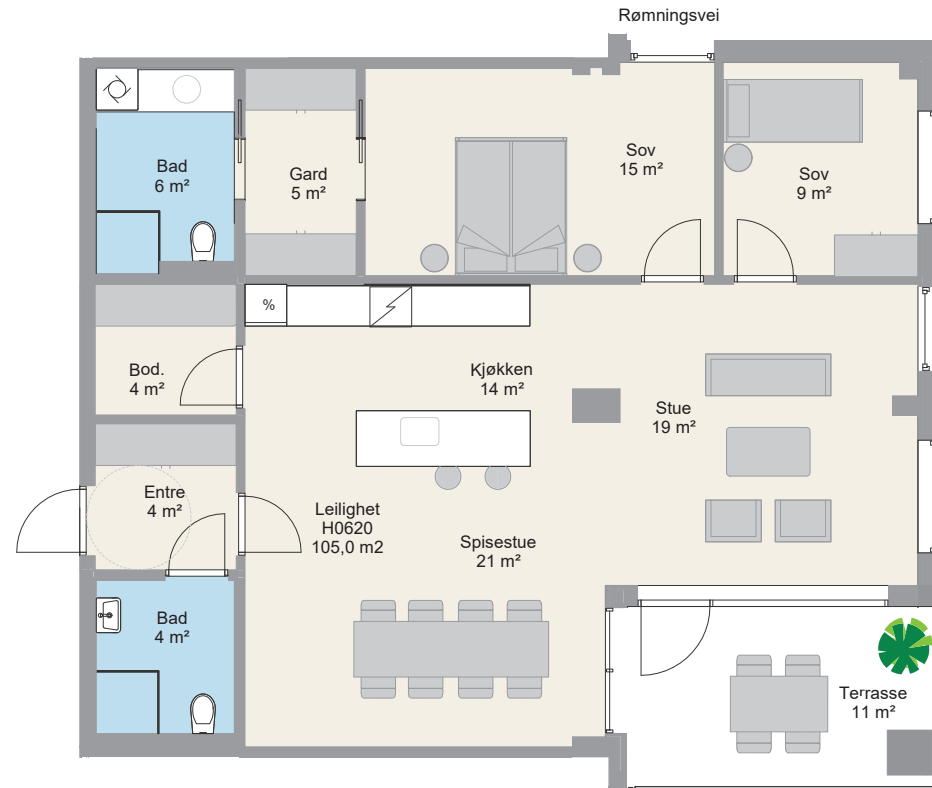 Rømningsvei
Bad
6 m²
Gard
5 m²
Sov
15 m²
Sov
9 m²
%
Bod.
4 m²
Kjøkken
14 m²
Stue
19 m²
Entre
4 m²
Leilighet
H0620
105,0 m2
Spisestue
21 m²
Bad
4 m²
Terrasse
11 m²